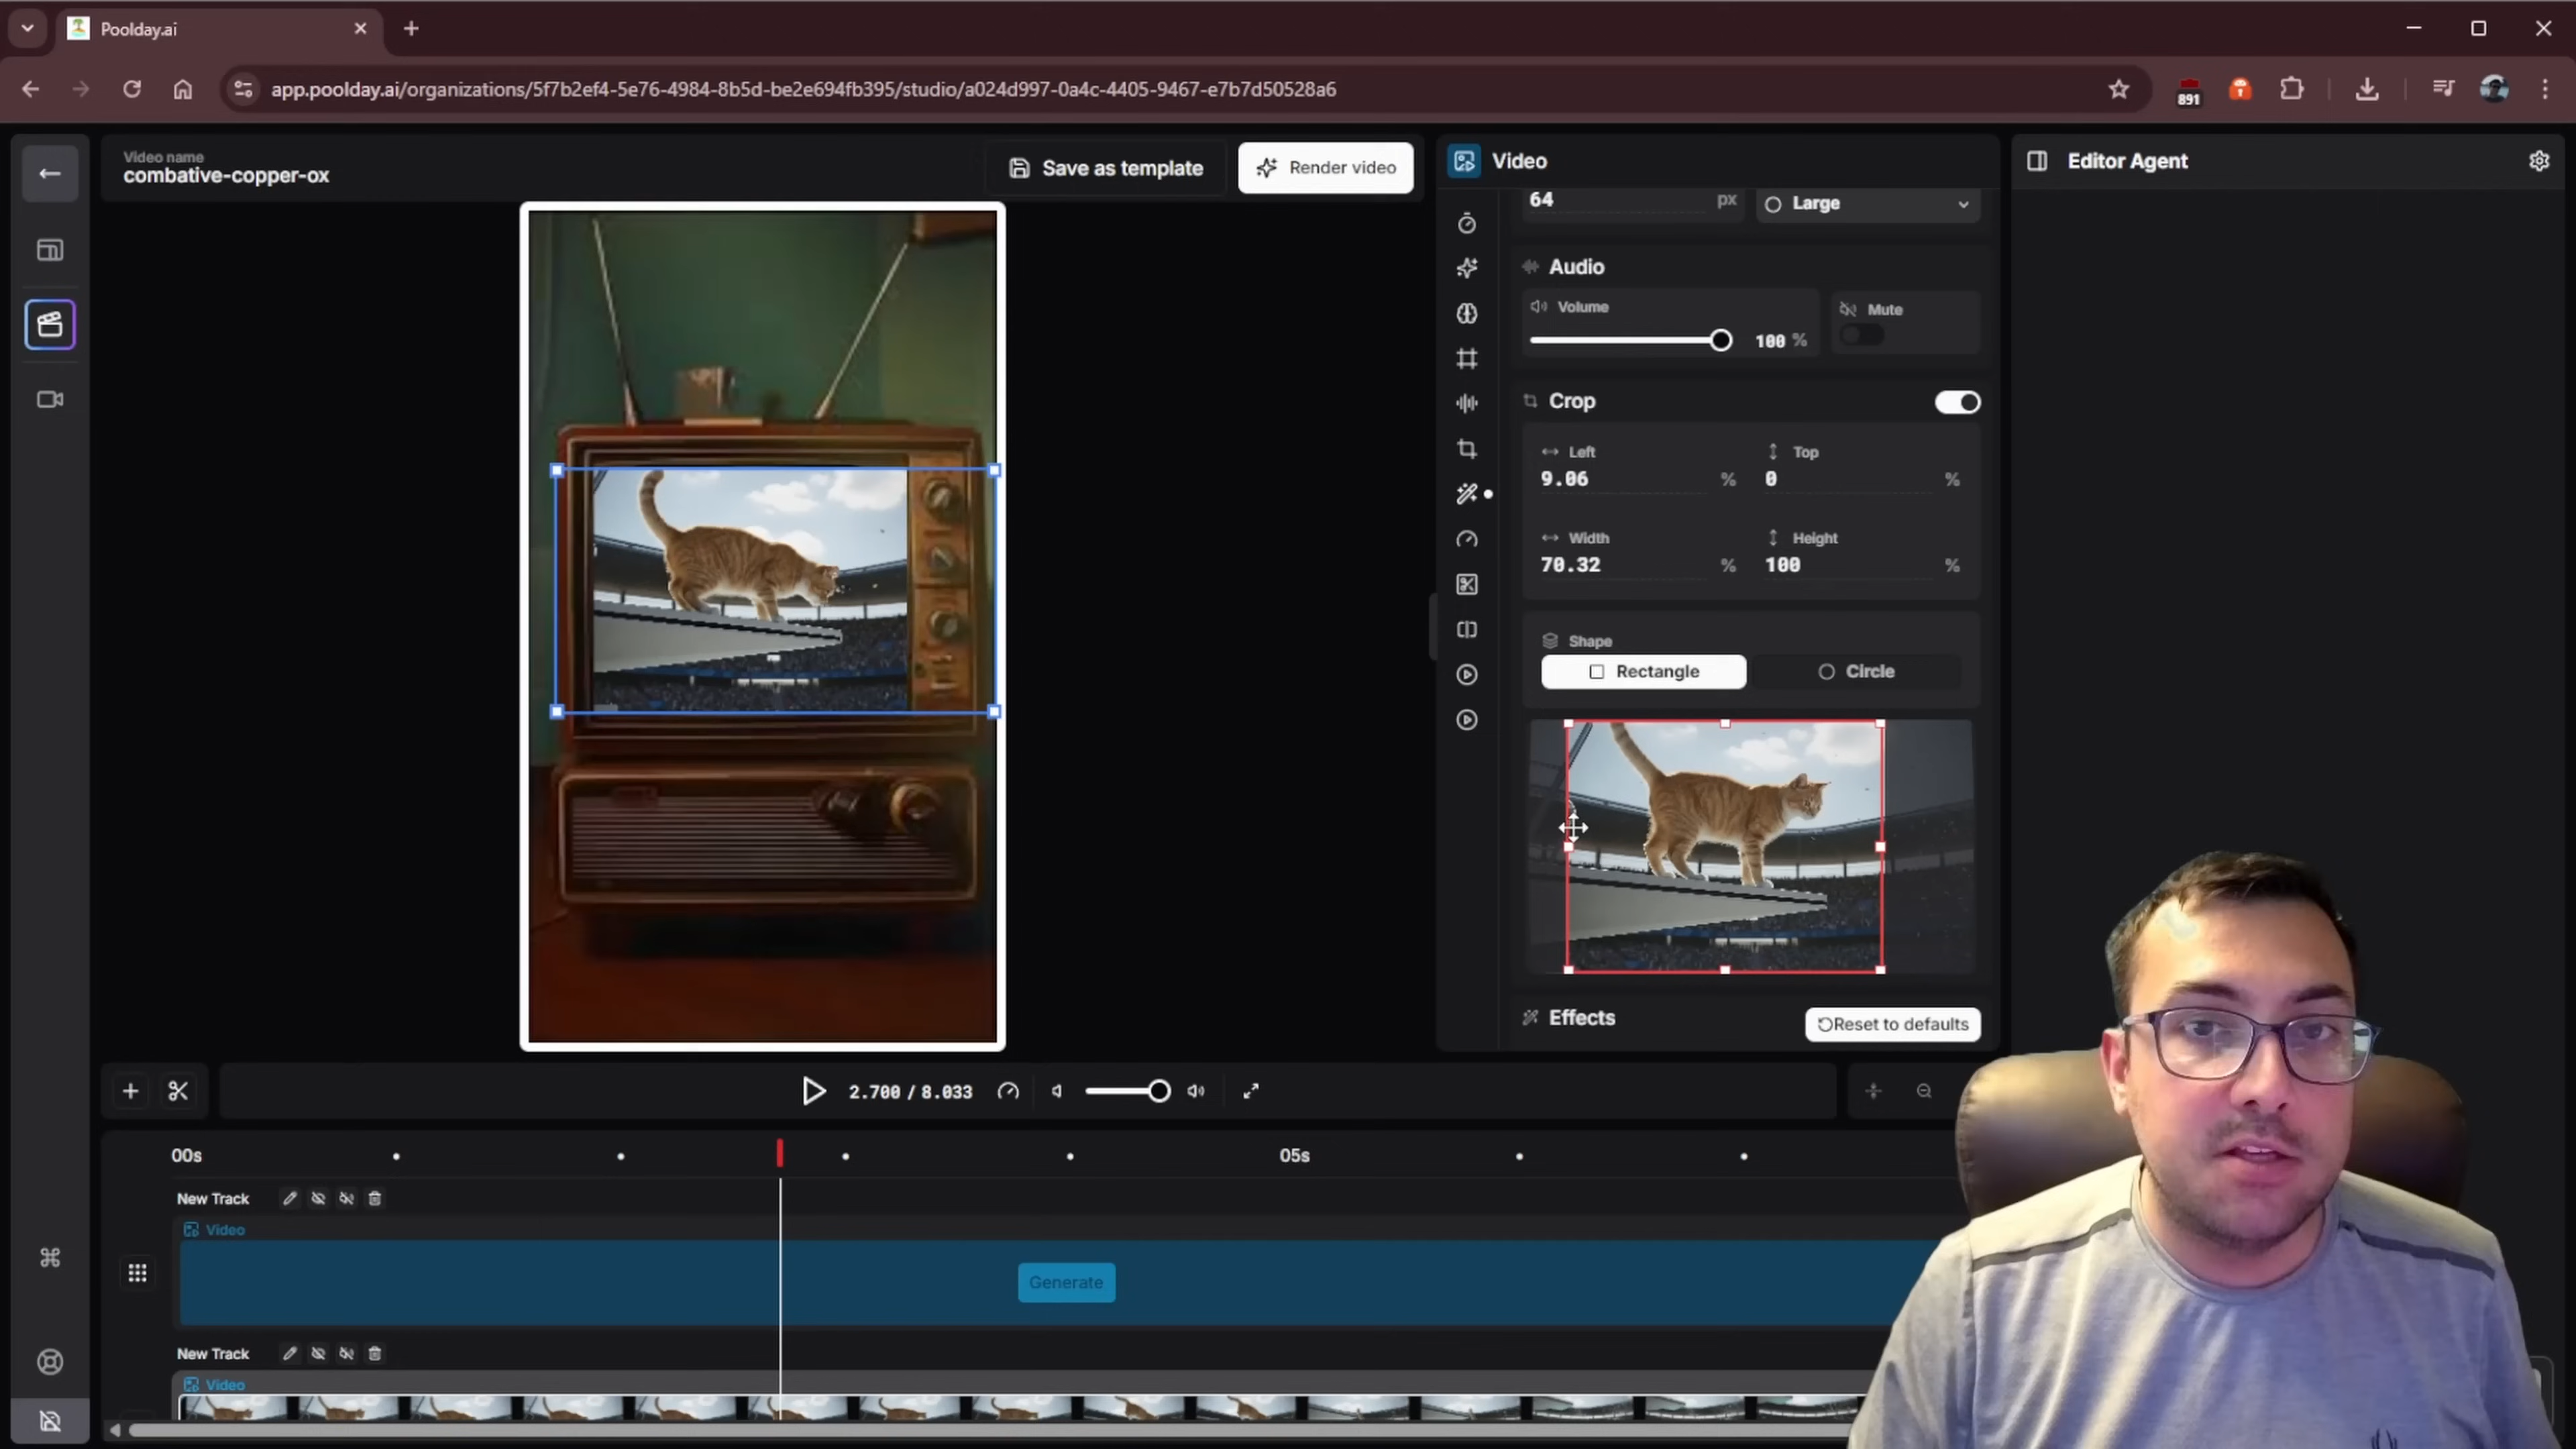 Poolday.ai
app.poolday.ai/organizations/5f7b2ef4-5e76-4984-8b5d-be2e694fb395/studio/a024d997-0a4c-4405-9467-e7b7d50528a6
891
Video name
combative-copper-ox
Save as template
Render video
Video
Editor Agent
64 px
Large
Audio
Volume
100 %
Mute
Crop
Left
9.06 %
Top
0 %
Width
70.32 %
Height
100 %
Shape
Rectangle
Circle
Effects
Reset to defaults
2.700 / 8.033
00s
05s
New Track
Video
Generate
New Track
Video